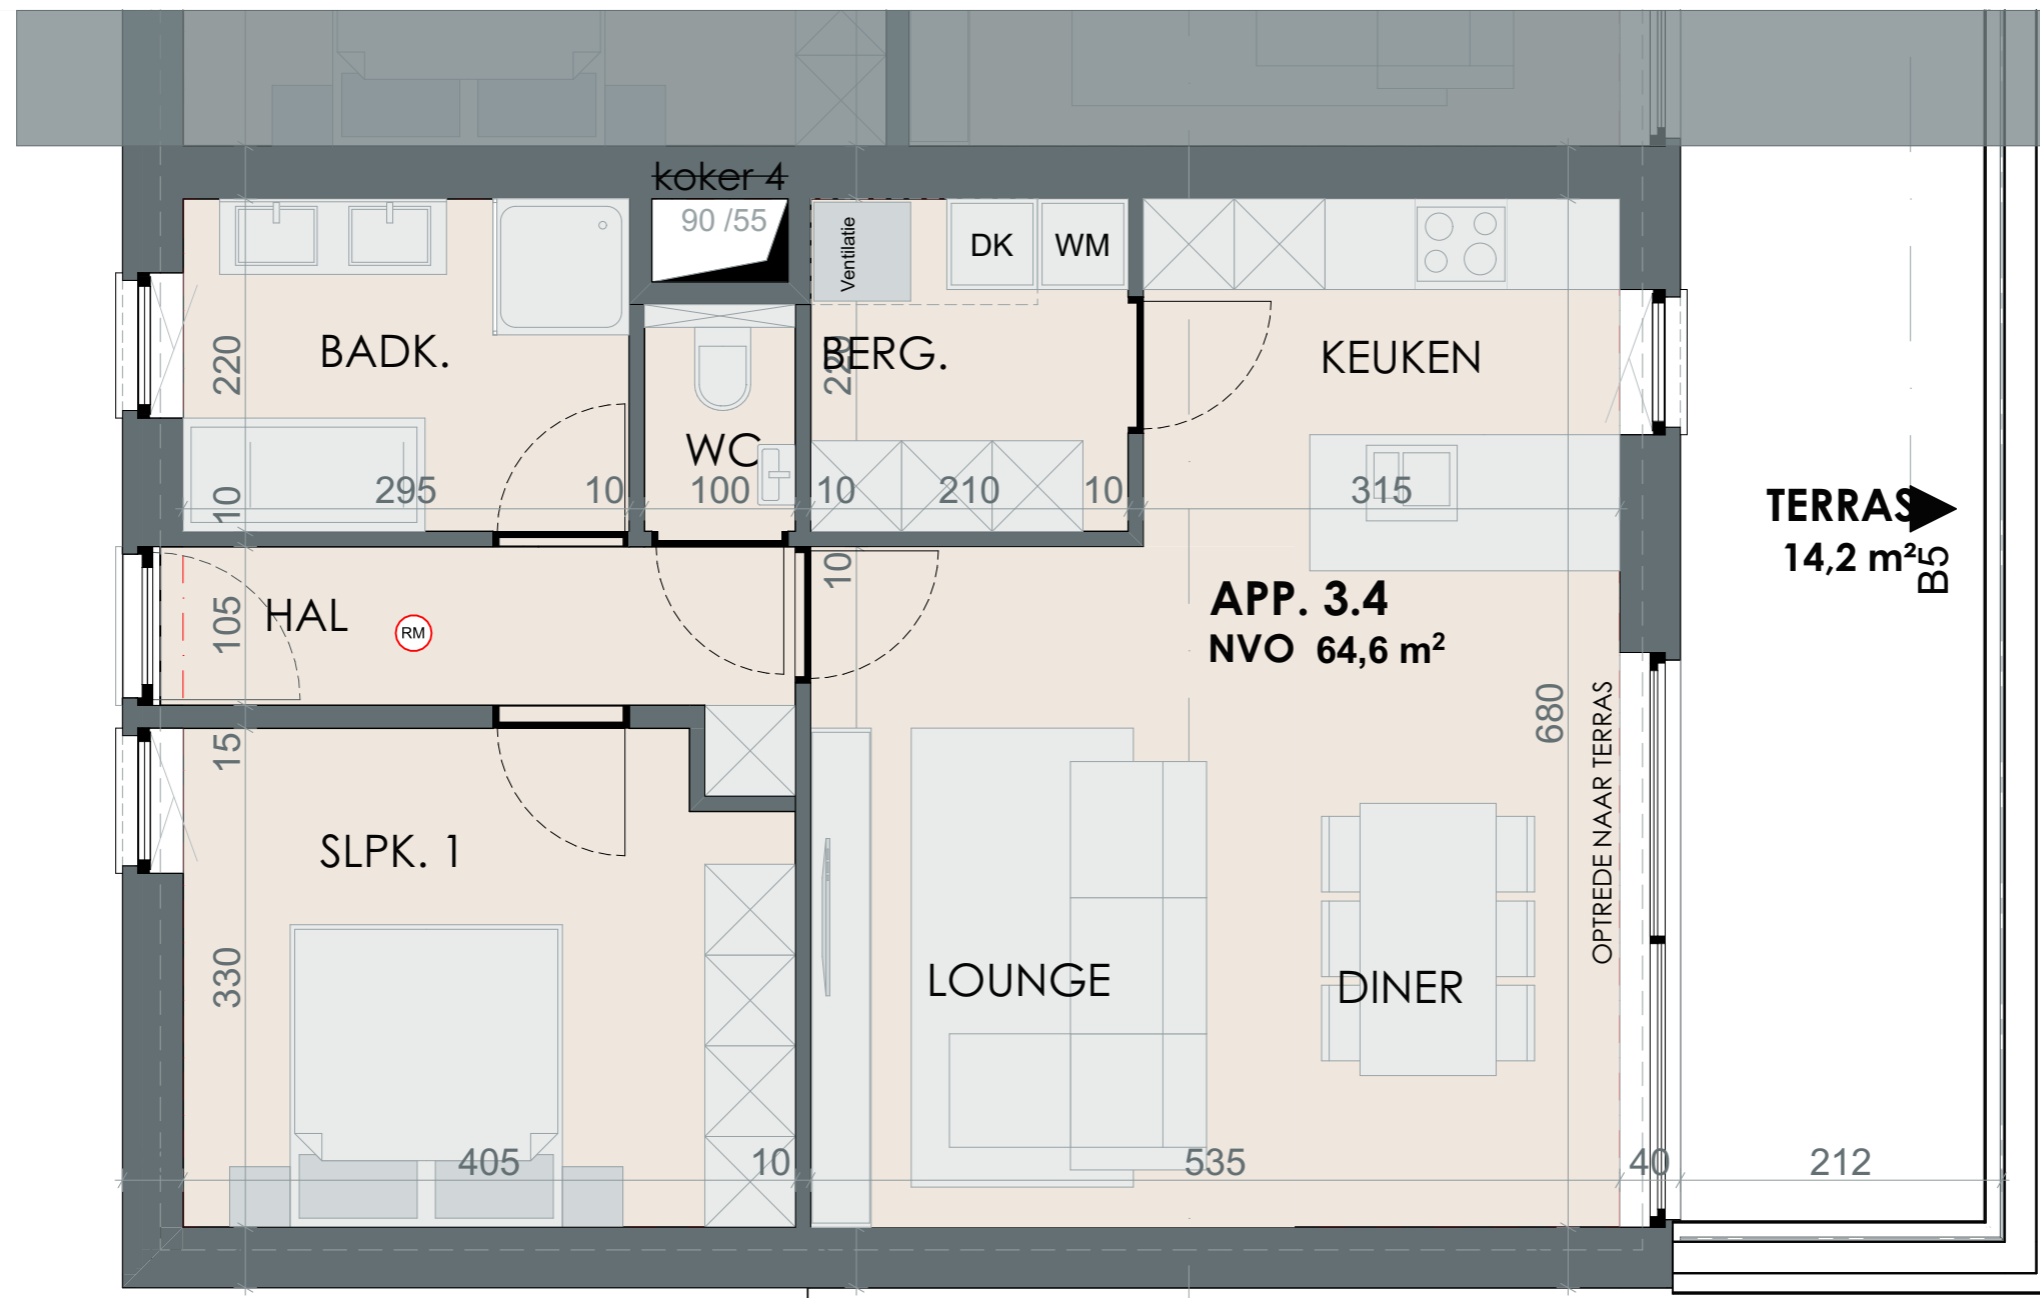 koker 4
90 /55
Ventilatie
DK
WM
BADK.
220
BERG.
220
KEUKEN
WC
295
10
100
10
210
10
315
10
TERRAS
14,2 m²
B5
HAL
RM
105
10
APP. 3.4
NVO 64,6 m²
680
OPTREDE NAAR TERRAS
15
SLPK. 1
330
LOUNGE
DINER
405
10
535
40
212